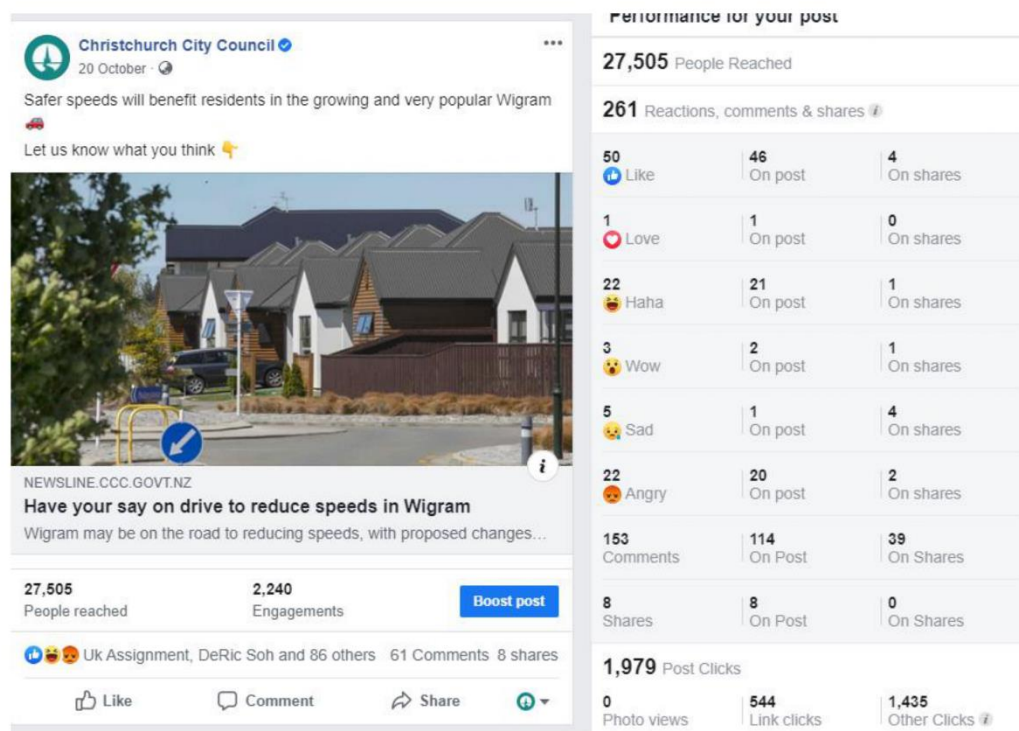 Christchurch City Council
20 October ·
Safer speeds will benefit residents in the growing and very popular Wigram
Let us know what you think
NEWSLINE.CCC.GOVT.NZ
Have your say on drive to reduce speeds in Wigram
Wigram may be on the road to reducing speeds, with proposed changes...
27,505
People reached
2,240
Engagements
Boost post
Uk Assignment, DeRic Soh and 86 others 61 Comments 8 shares
Like Comment Share
Performance for your post
27,505 People Reached
261 Reactions, comments & shares
50 46 4
Like On post On shares
1 1 0
Love On post On shares
22 21 1
Haha On post On shares
3 2 1
Wow On post On shares
5 1 4
Sad On post On shares
22 20 2
Angry On post On shares
153 114 39
Comments On Post On Shares
8 8 0
Shares On Post On Shares
1,979 Post Clicks
0 544 1,435
Photo views Link clicks Other Clicks